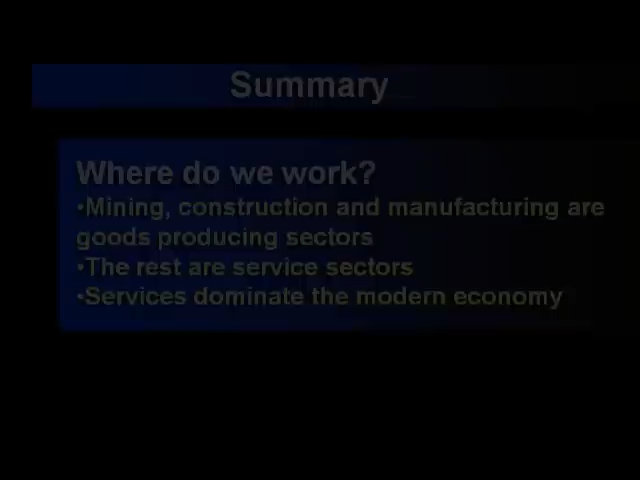 Summary
Where do we work?
•Mining, construction and manufacturing are
goods producing sectors
•The rest are service sectors
•Services dominate the modern economy